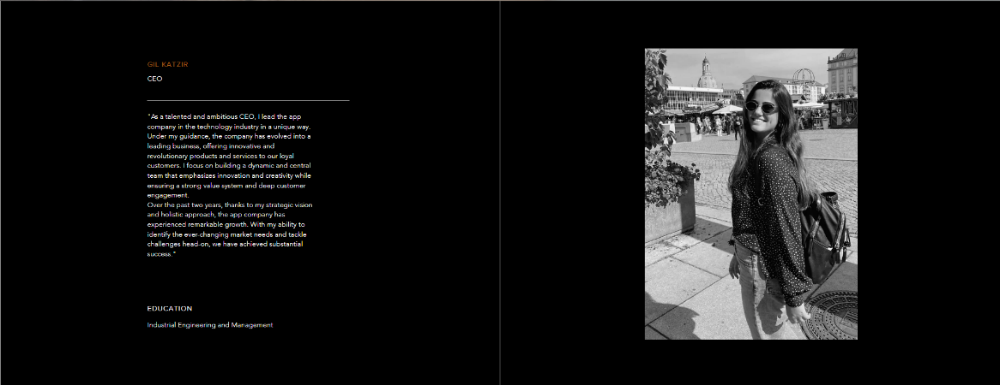 GIL KATZIR
CEO
"As a talented and ambitious CEO, I lead the app
company in the technology industry in a unique way.
Under my guidance, the company has evolved into a
leading business, offering innovative and
revolutionary products and services to our loyal
customers. I focus on building a dynamic and central
team that emphasizes innovation and creativity while
ensuring a strong value system and deep customer
engagement.
Over the past two years, thanks to my strategic vision
and holistic approach, the app company has
experienced remarkable growth. With my ability to
identify the ever-changing market needs and tackle
challenges head-on, we have achieved substantial
success."
EDUCATION
Industrial Engineering and Management